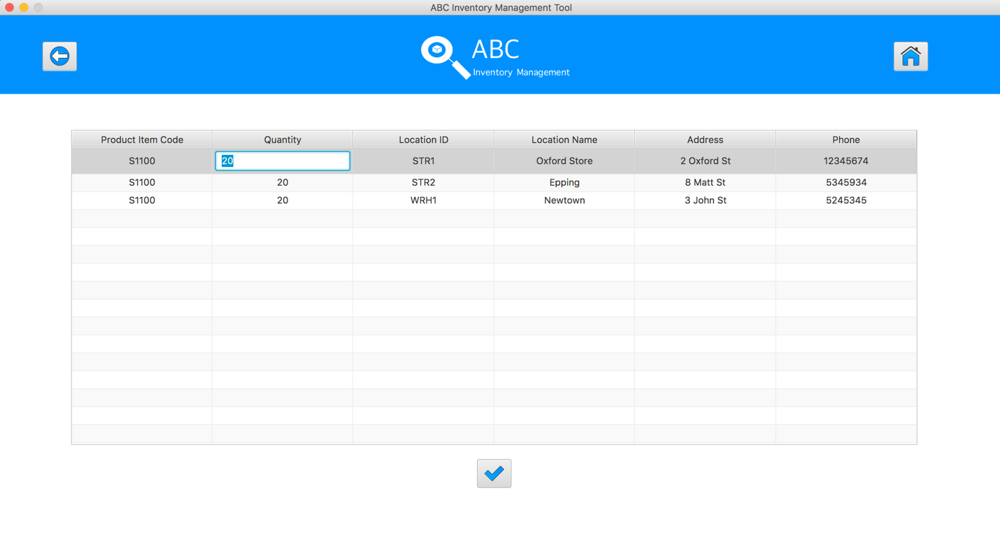 ABC Inventory Management Tool
ABC
Inventory Management
Product Item Code Quantity Location ID Location Name Address Phone
S1100 20 STR1 Oxford Store 2 Oxford St 12345674
S1100 20 STR2 Epping 8 Matt St 5345934
S1100 20 WRH1 Newtown 3 John St 5245345